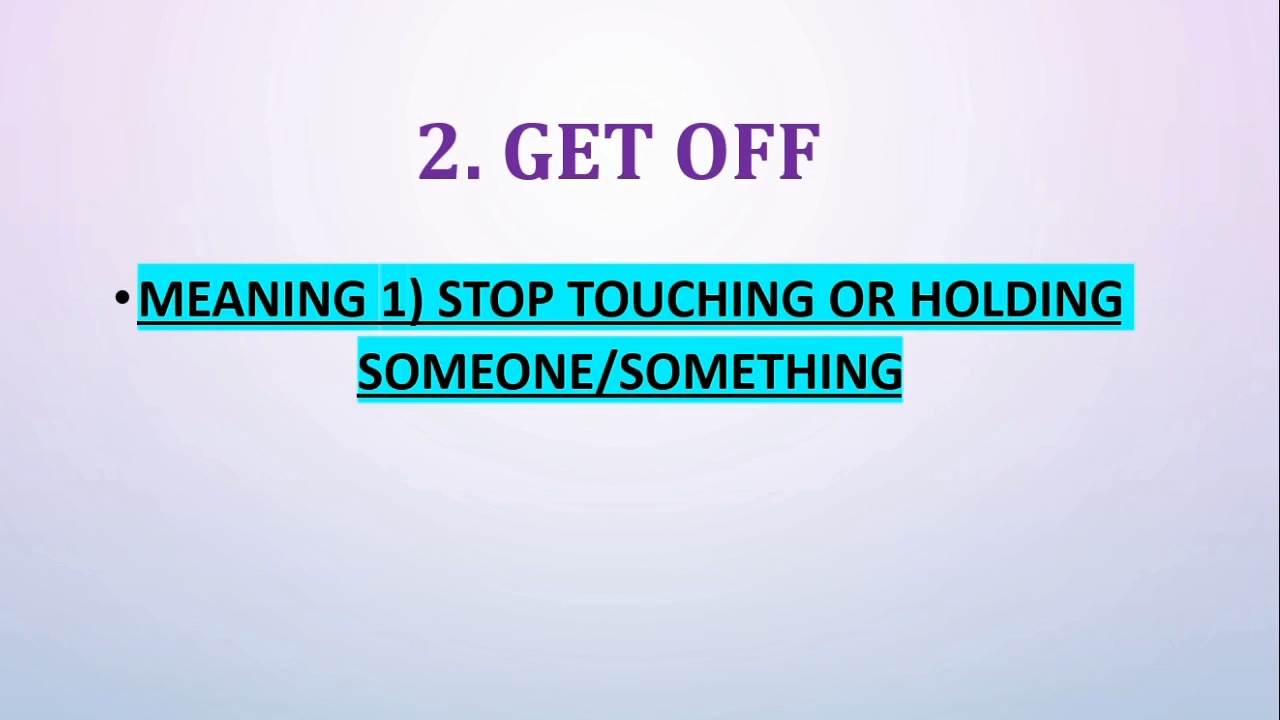 2. GET OFF
• MEANING 1) STOP TOUCHING OR HOLDING
SOMEONE/SOMETHING